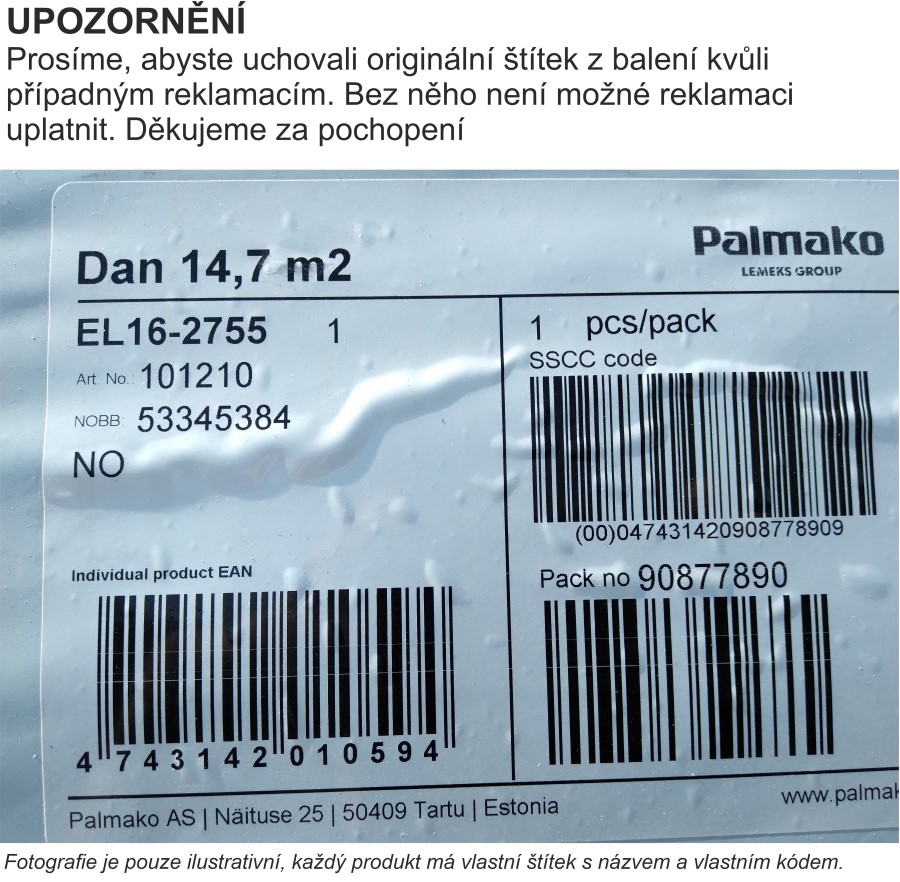 UPOZORNĚNÍ
Prosíme, abyste uchovali originální štítek z balení kvůli
případným reklamacím. Bez něho není možné reklamaci
uplatnit. Děkujeme za pochopení
Palmako
LEMEKS GROUP
Dan 14,7 m2
EL16-2755 1
Art. No.: 101210
NOBB: 53345384
NO
1 pcs/pack
SSCC code
(00)047431420908778909
Individual product EAN
4 743142 010594
Pack no 90877890
Palmako AS | Näituse 25 | 50409 Tartu | Estonia
www.palmak
Fotografie je pouze ilustrativní, každý produkt má vlastní štítek s názvem a vlastním kódem.